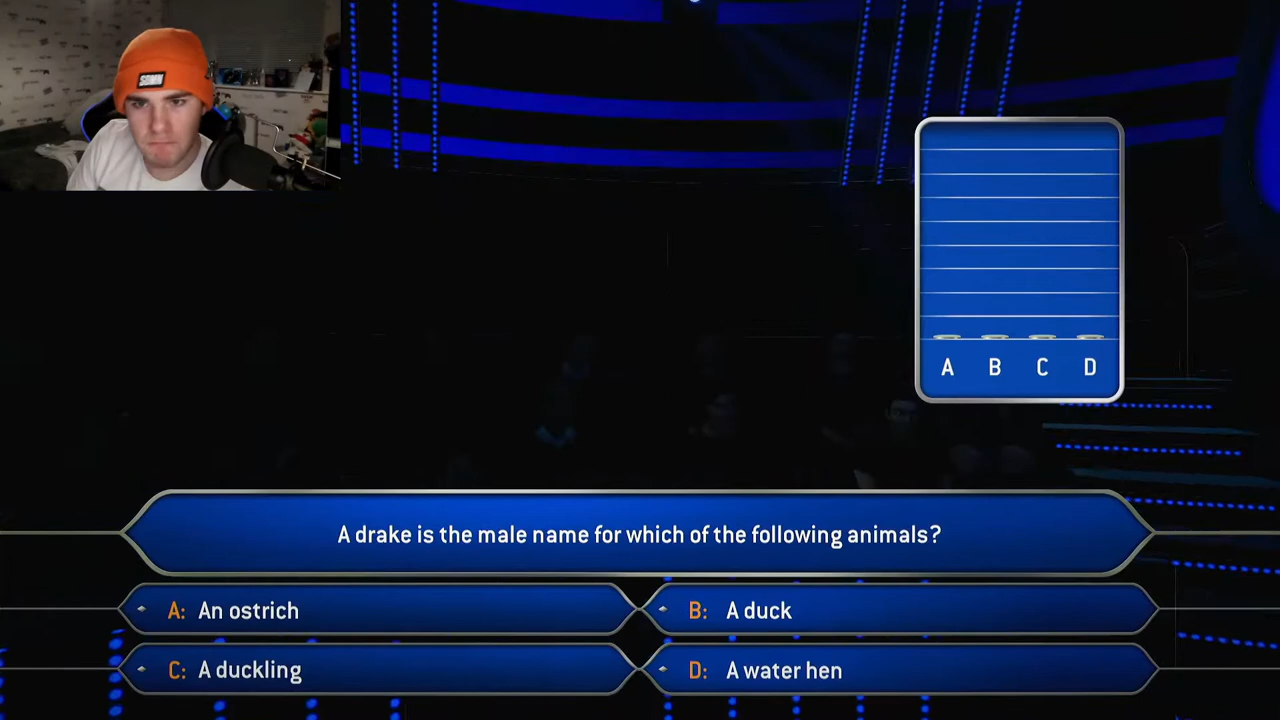 A B C D
A drake is the male name for which of the following animals?
A: An ostrich
B: A duck
C: A duckling
D: A water hen